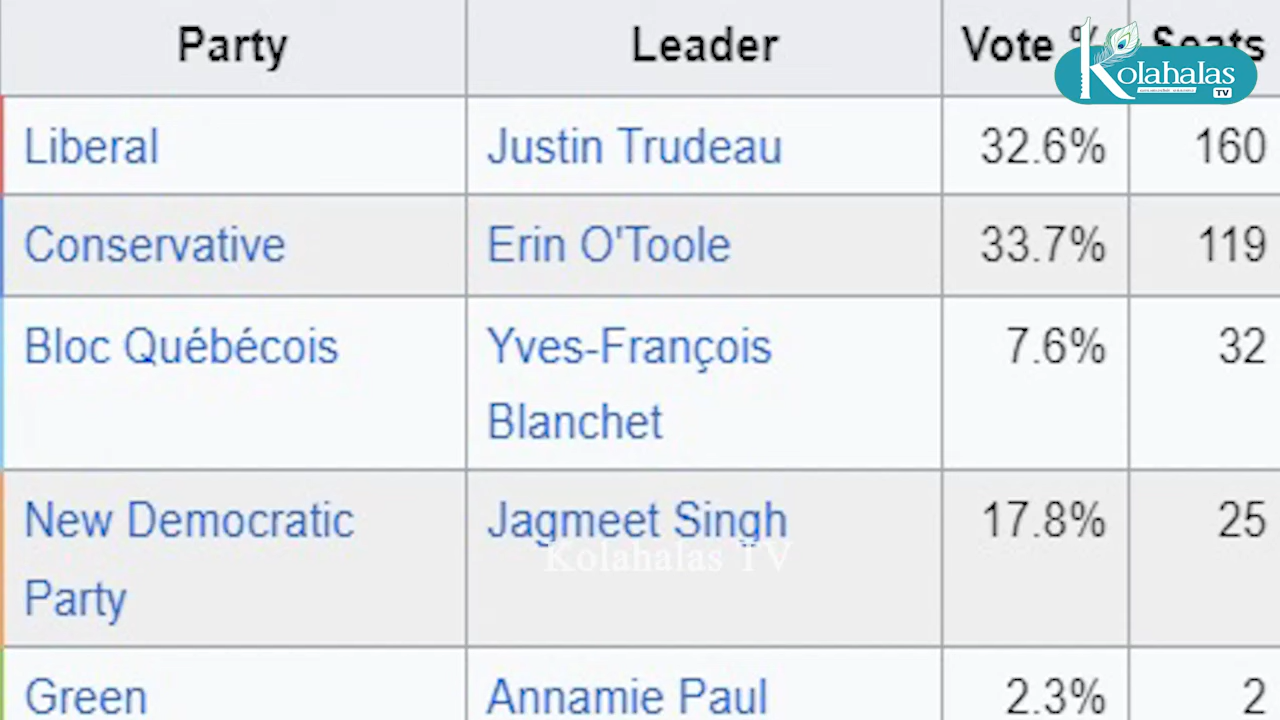 Party Leader Vote % Seats
Kolahalas
TV
Liberal Justin Trudeau 32.6% 160
Conservative Erin O'Toole 33.7% 119
Bloc Québécois Yves-François 7.6% 32
Blanchet
New Democratic Jagmeet Singh 17.8% 25
Kolahalas TV
Party
Green Annamie Paul 2.3% 2